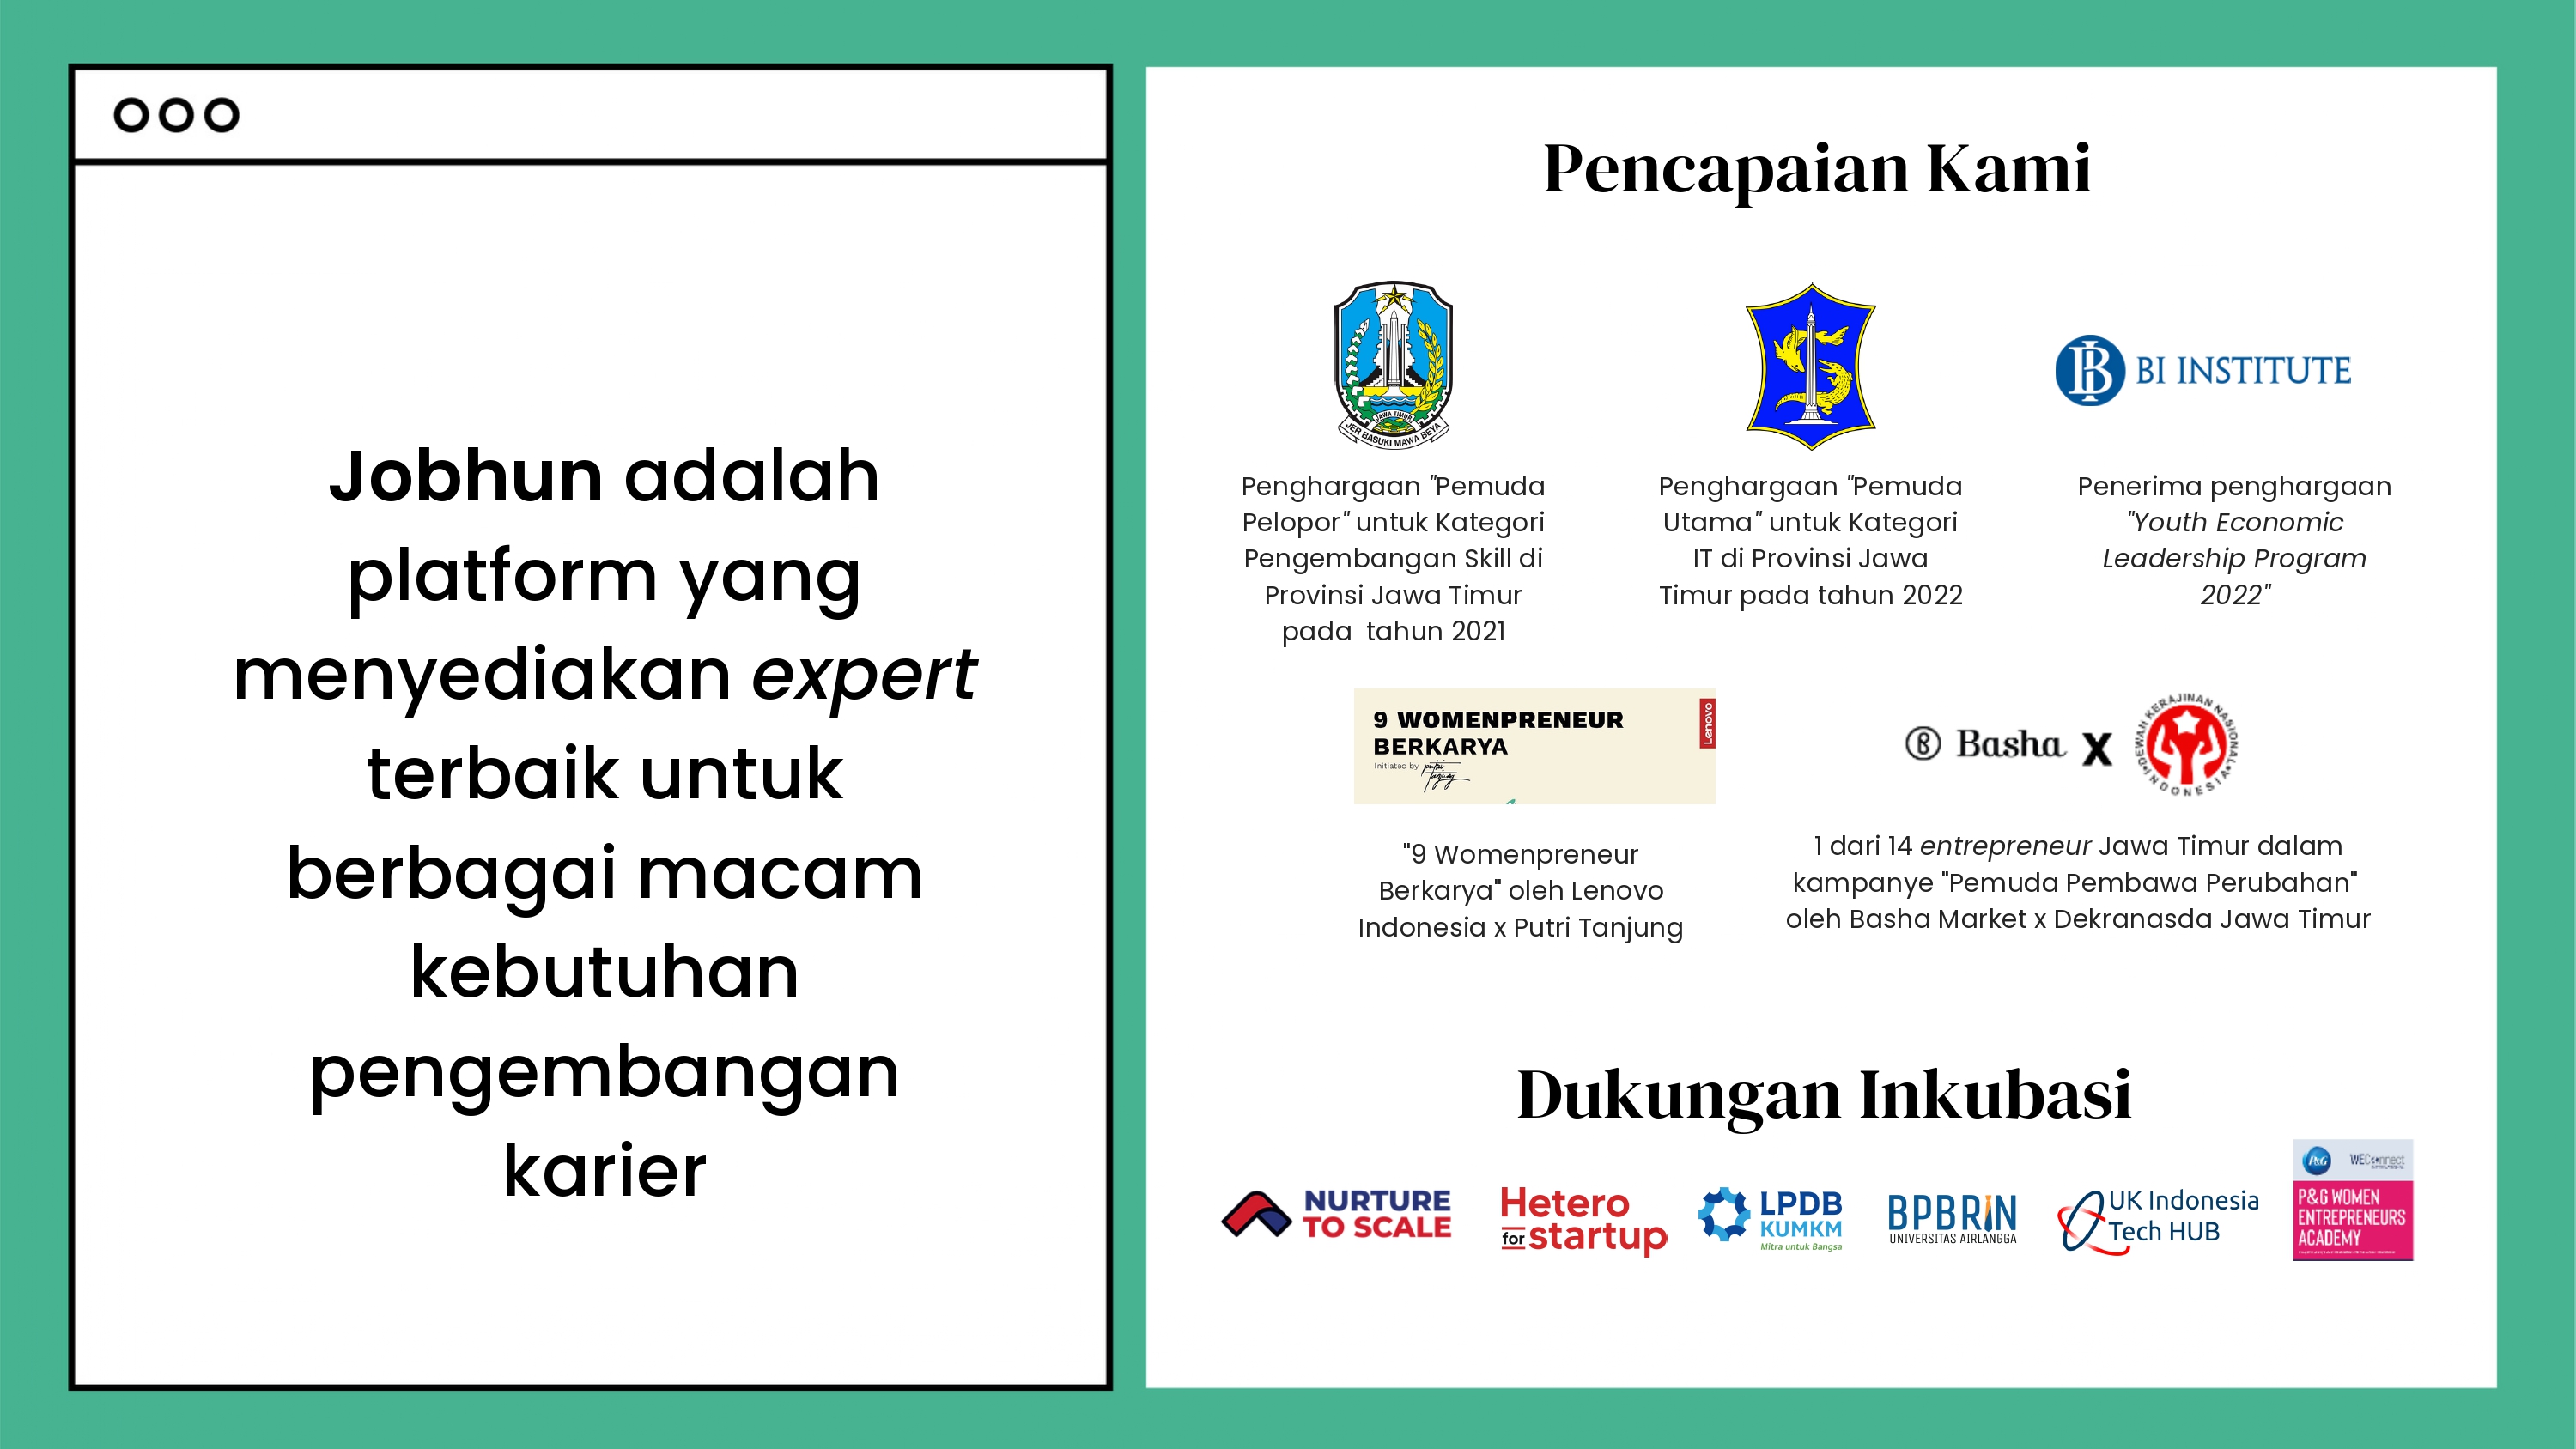 Jobhun adalah
platform yang
menyediakan expert
terbaik untuk
berbagai macam
kebutuhan
pengembangan
karier
Pencapaian Kami
JAWA TIMUR
JER BASUKI MAWA BEYA
BI INSTITUTE
Penghargaan "Pemuda
Pelopor" untuk Kategori
Pengembangan Skill di
Provinsi Jawa Timur
pada tahun 2021
Penghargaan "Pemuda
Utama" untuk Kategori
IT di Provinsi Jawa
Timur pada tahun 2022
Penerima penghargaan
"Youth Economic
Leadership Program
2022"
9 WOMENPRENEUR
BERKARYA
Initiated by putri
tanjung
Lenovo
"9 Womenpreneur
Berkarya" oleh Lenovo
Indonesia x Putri Tanjung
Basha X
DEWAN KERAJINAN NASIONAL
INDONESIA
1 dari 14 entrepreneur Jawa Timur dalam
kampanye "Pemuda Pembawa Perubahan"
oleh Basha Market x Dekranasda Jawa Timur
Dukungan Inkubasi
NURTURE
TO SCALE
Hetero
for startup
LPDB
KUMKM
Mitra untuk Bangsa
BPBRIN
UNIVERSITAS AIRLANGGA
UK Indonesia
Tech HUB
P&G WEConnect
P&G WOMEN
ENTREPRENEURS
ACADEMY